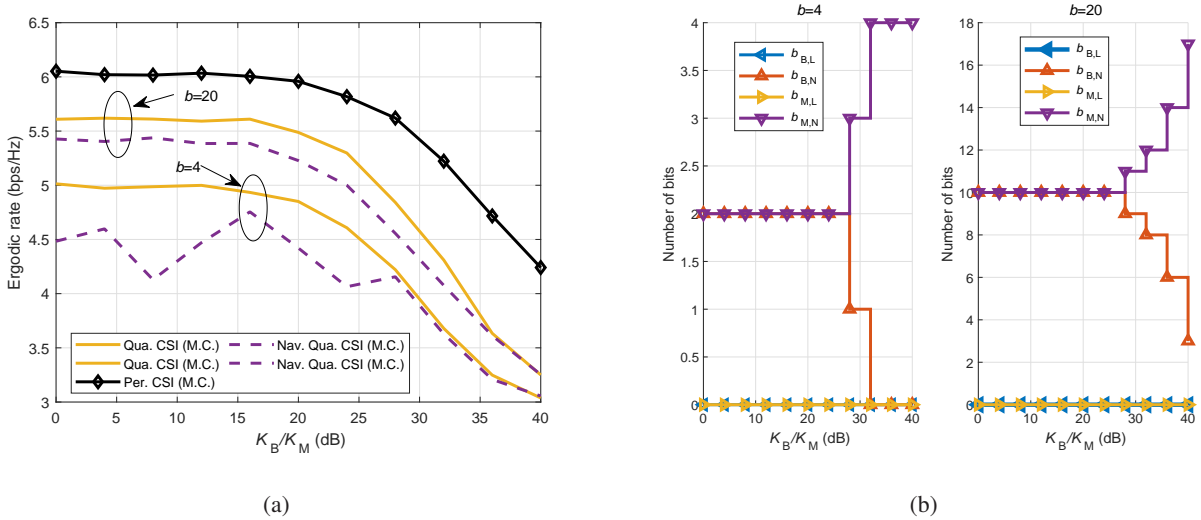 6.5
6
5.5
5
4.5
4
3.5
3
0
5
10
15
20
25
30
35
40
Ergodic rate (bps/Hz)
K_B/K_M (dB)
b=20
b=4
Qua. CSI (M.C.)
Nav. Qua. CSI (M.C.)
Qua. CSI (M.C.)
Nav. Qua. CSI (M.C.)
Per. CSI (M.C.)
(a)
b=4
4
3.5
3
2.5
2
1.5
1
0.5
0
0
10
20
30
40
Number of bits
K_B/K_M (dB)
b_B,L
b_B,N
b_M,L
b_M,N
b=20
18
16
14
12
10
8
6
4
2
0
0
10
20
30
40
Number of bits
K_B/K_M (dB)
b_B,L
b_B,N
b_M,L
b_M,N
(b)